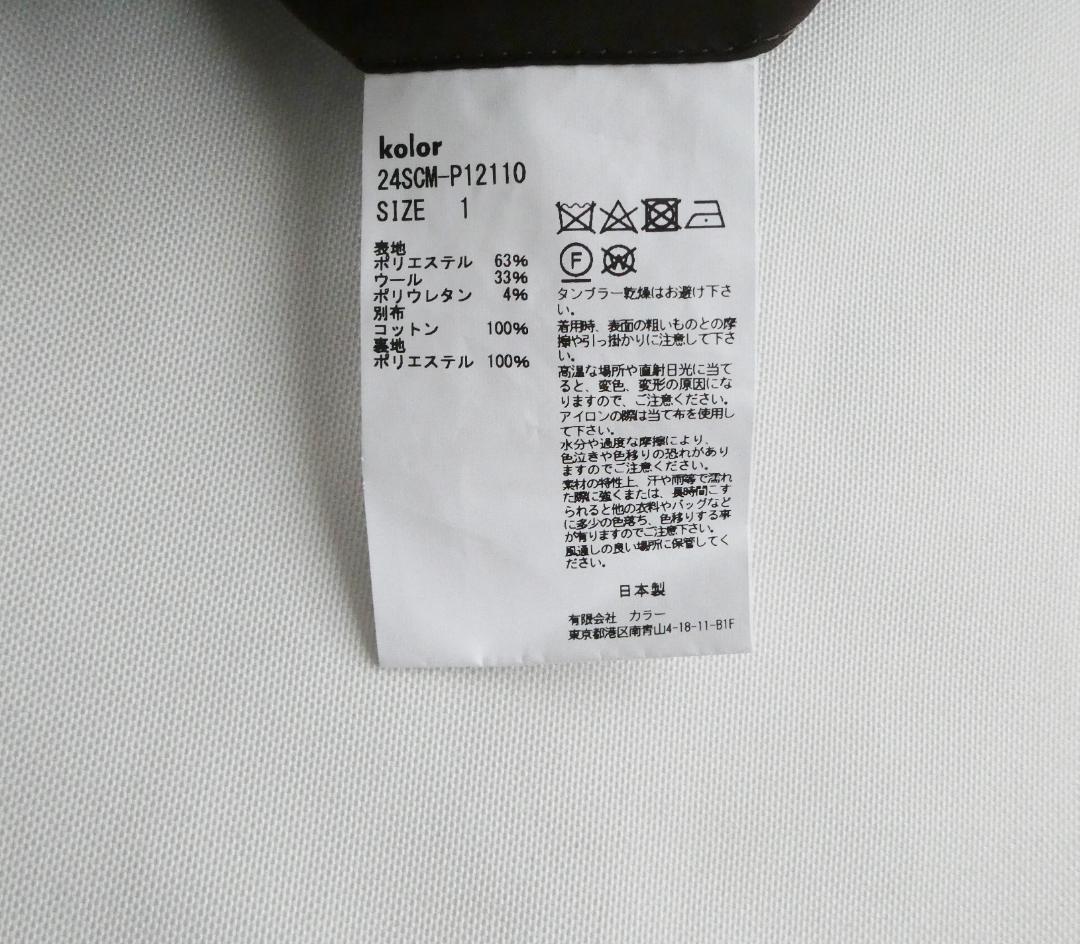 kolor
24SCM-P12110
SIZE 1
表地
ポリエステル 63%
ウール 33%
ポリウレタン 4%
別布
コットン 100%
裏地
ポリエステル 100%
F
W
タンブラー乾燥はお避け下さ
い。
着用時、表面の粗いものとの摩
擦や引っ掛かりに注意して下さ
い。
高温な場所や直射日光に当て
ると、変色、変形の原因にな
りますので、ご注意ください。
アイロンの際は当て布を使用し
て下さい。
水分や過度な摩擦により、
色泣きや色移りの恐れがあり
ますのでご注意ください。
素材の特性上、汗や雨等で濡れ
た際に強くまたは、長時間こす
られると他の衣料やバッグなど
に多少の色落ち、色移りする事
が有りますのでご注意下さい。
風通しの良い場所に保管してく
ださい。
日本製
有限会社 カラー
東京都港区南青山4-18-11-B1F